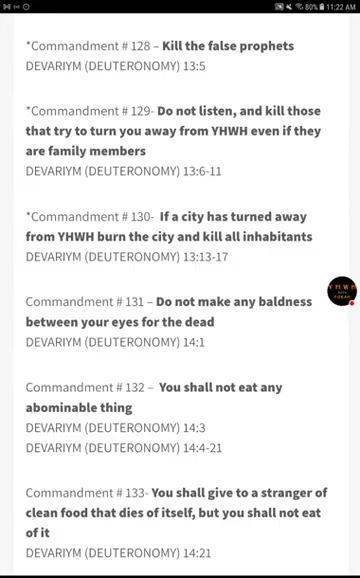 80% 11:22 AM
*Commandment # 128 – Kill the false prophets
DEVARIYM (DEUTERONOMY) 13:5
*Commandment # 129- Do not listen, and kill those
that try to turn you away from YHWH even if they
are family members
DEVARIYM (DEUTERONOMY) 13:6-11
*Commandment # 130- If a city has turned away
from YHWH burn the city and kill all inhabitants
DEVARIYM (DEUTERONOMY) 13:13-17
YHWH
TORAH
Commandment # 131 – Do not make any baldness
between your eyes for the dead
DEVARIYM (DEUTERONOMY) 14:1
Commandment # 132 – You shall not eat any
abominable thing
DEVARIYM (DEUTERONOMY) 14:3
DEVARIYM (DEUTERONOMY) 14:4-21
Commandment # 133- You shall give to a stranger of
clean food that dies of itself, but you shall not eat
of it
DEVARIYM (DEUTERONOMY) 14:21